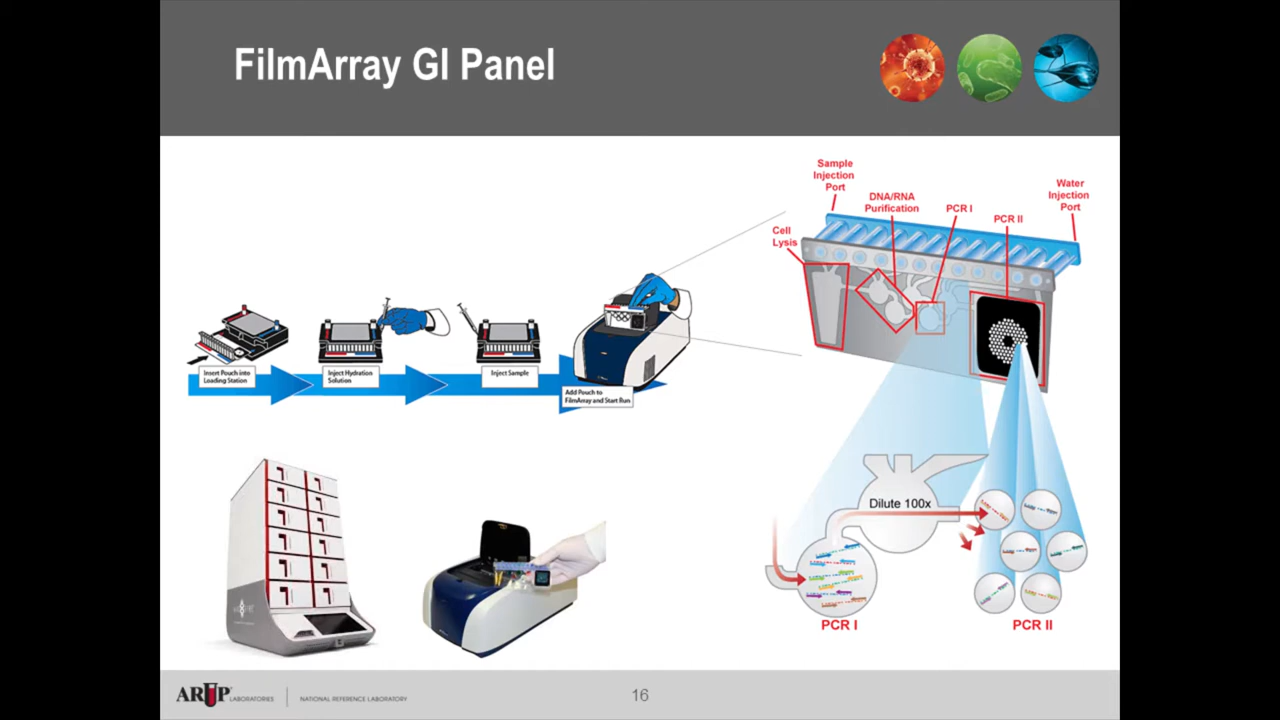 FilmArray GI Panel
Sample
Injection
Port
DNA/RNA
Purification
PCR I
PCR II
Water
Injection
Port
Cell
Lysis
Insert Pouch into
Loading Station
Inject Hydration
Solution
Inject Sample
Add Pouch to
FilmArray and Start Run
Dilute 100x
PCR I
PCR II
ARUP LABORATORIES
NATIONAL REFERENCE LABORATORY
16